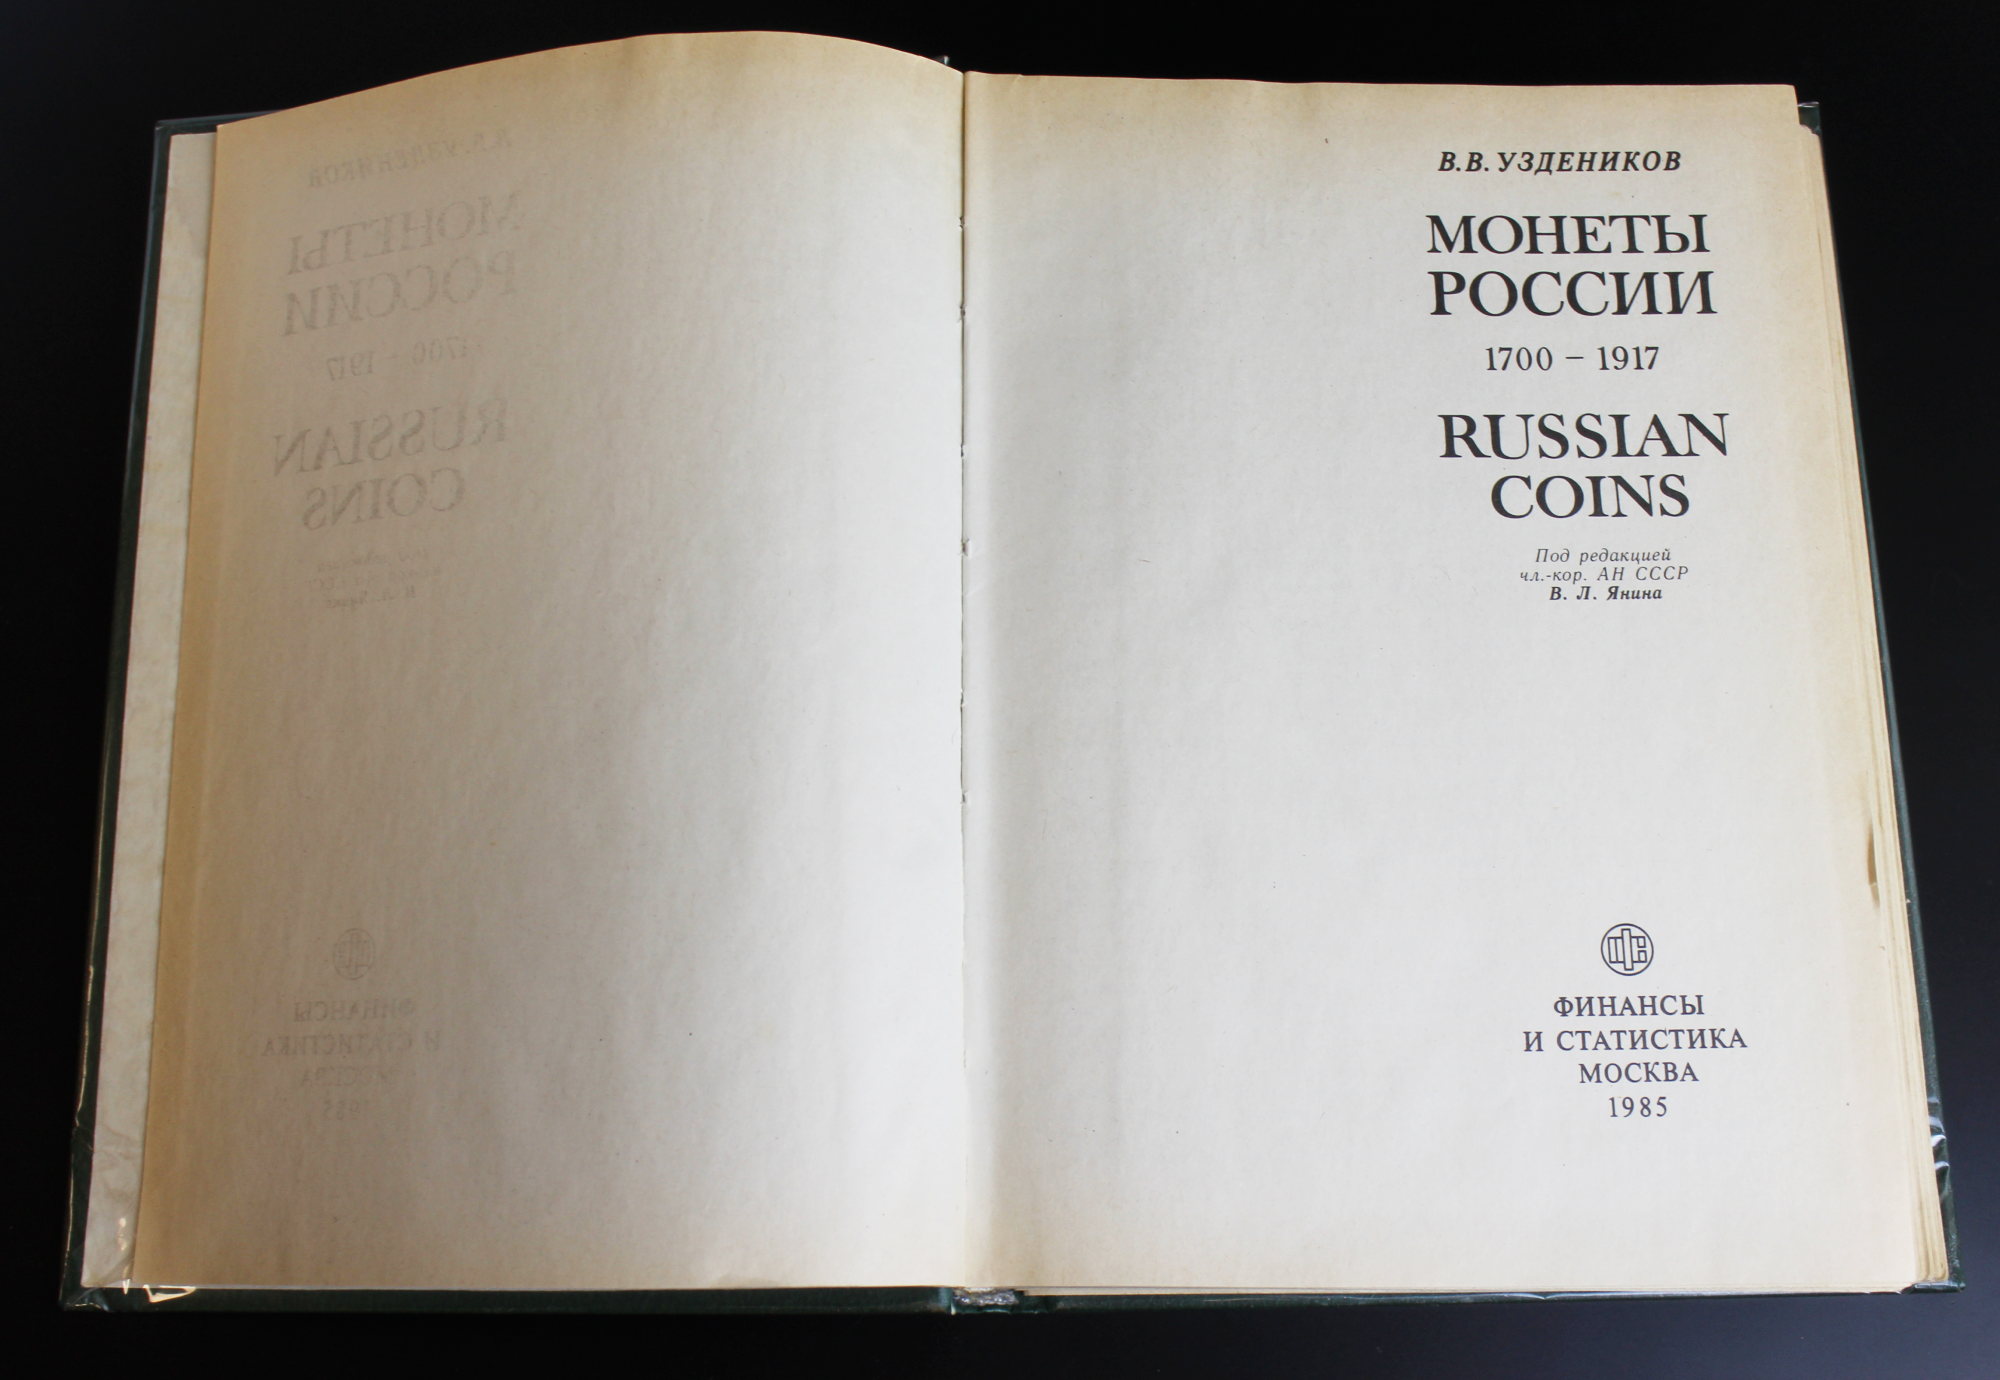 В.В. УЗДЕНИКОВ
МОНЕТЫ
РОССИИ
1700 – 1917
RUSSIAN
COINS
Под редакцией
чл.-кор. АН СССР
В. Л. Янина
ФИНАНСЫ
И СТАТИСТИКА
МОСКВА
1985